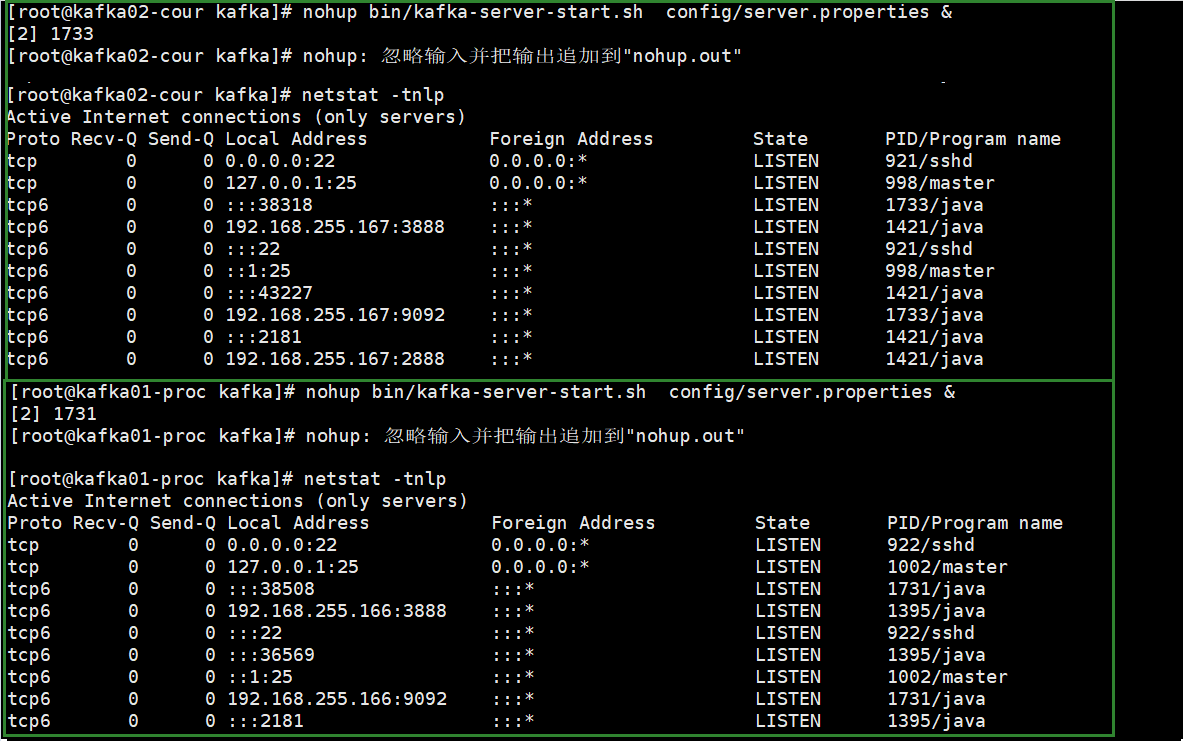 [root@kafka02-cour kafka]# nohup bin/kafka-server-start.sh  config/server.properties &
[2] 1733
[root@kafka02-cour kafka]# nohup: 忽略输入并把输出追加到"nohup.out"
[root@kafka02-cour kafka]# netstat -tnlp
Active Internet connections (only servers)
Proto Recv-Q Send-Q Local Address           Foreign Address         State       PID/Program name
tcp        0      0 0.0.0.0:22              0.0.0.0:*               LISTEN      921/sshd
tcp        0      0 127.0.0.1:25            0.0.0.0:*               LISTEN      998/master
tcp6       0      0 :::38318                :::*                    LISTEN      1733/java
tcp6       0      0 192.168.255.167:3888    :::*                    LISTEN      1421/java
tcp6       0      0 :::22                   :::*                    LISTEN      921/sshd
tcp6       0      0 ::1:25                  :::*                    LISTEN      998/master
tcp6       0      0 :::43227                :::*                    LISTEN      1421/java
tcp6       0      0 192.168.255.167:9092    :::*                    LISTEN      1733/java
tcp6       0      0 :::2181                 :::*                    LISTEN      1421/java
tcp6       0      0 192.168.255.167:2888    :::*                    LISTEN      1421/java
[root@kafka01-proc kafka]# nohup bin/kafka-server-start.sh  config/server.properties &
[2] 1731
[root@kafka01-proc kafka]# nohup: 忽略输入并把输出追加到"nohup.out"
[root@kafka01-proc kafka]# netstat -tnlp
Active Internet connections (only servers)
Proto Recv-Q Send-Q Local Address           Foreign Address         State       PID/Program name
tcp        0      0 0.0.0.0:22              0.0.0.0:*               LISTEN      922/sshd
tcp        0      0 127.0.0.1:25            0.0.0.0:*               LISTEN      1002/master
tcp6       0      0 :::38508                :::*                    LISTEN      1731/java
tcp6       0      0 192.168.255.166:3888    :::*                    LISTEN      1395/java
tcp6       0      0 :::22                   :::*                    LISTEN      922/sshd
tcp6       0      0 :::36569                :::*                    LISTEN      1395/java
tcp6       0      0 ::1:25                  :::*                    LISTEN      1002/master
tcp6       0      0 192.168.255.166:9092    :::*                    LISTEN      1731/java
tcp6       0      0 :::2181                 :::*                    LISTEN      1395/java